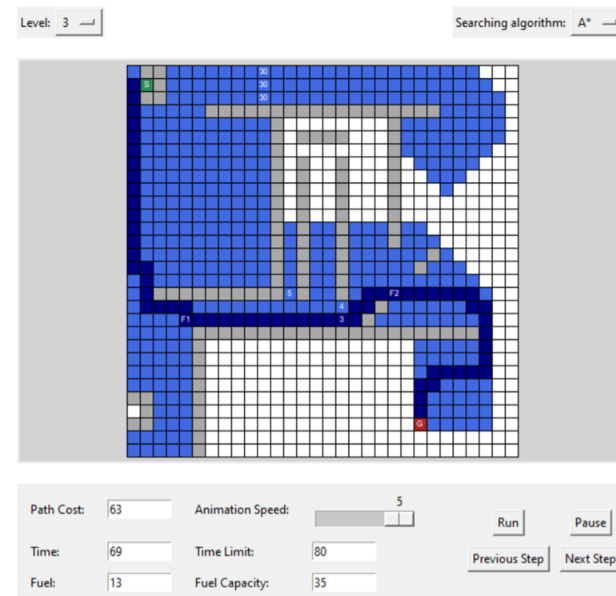 Level: 3 Searching algorithm: A*
30
S 30
30
5 F2
4
F1 3
G
Path Cost: 63 Animation Speed: 5
Run Pause
Time: 69 Time Limit: 80
Previous Step Next Step
Fuel: 13 Fuel Capacity: 35